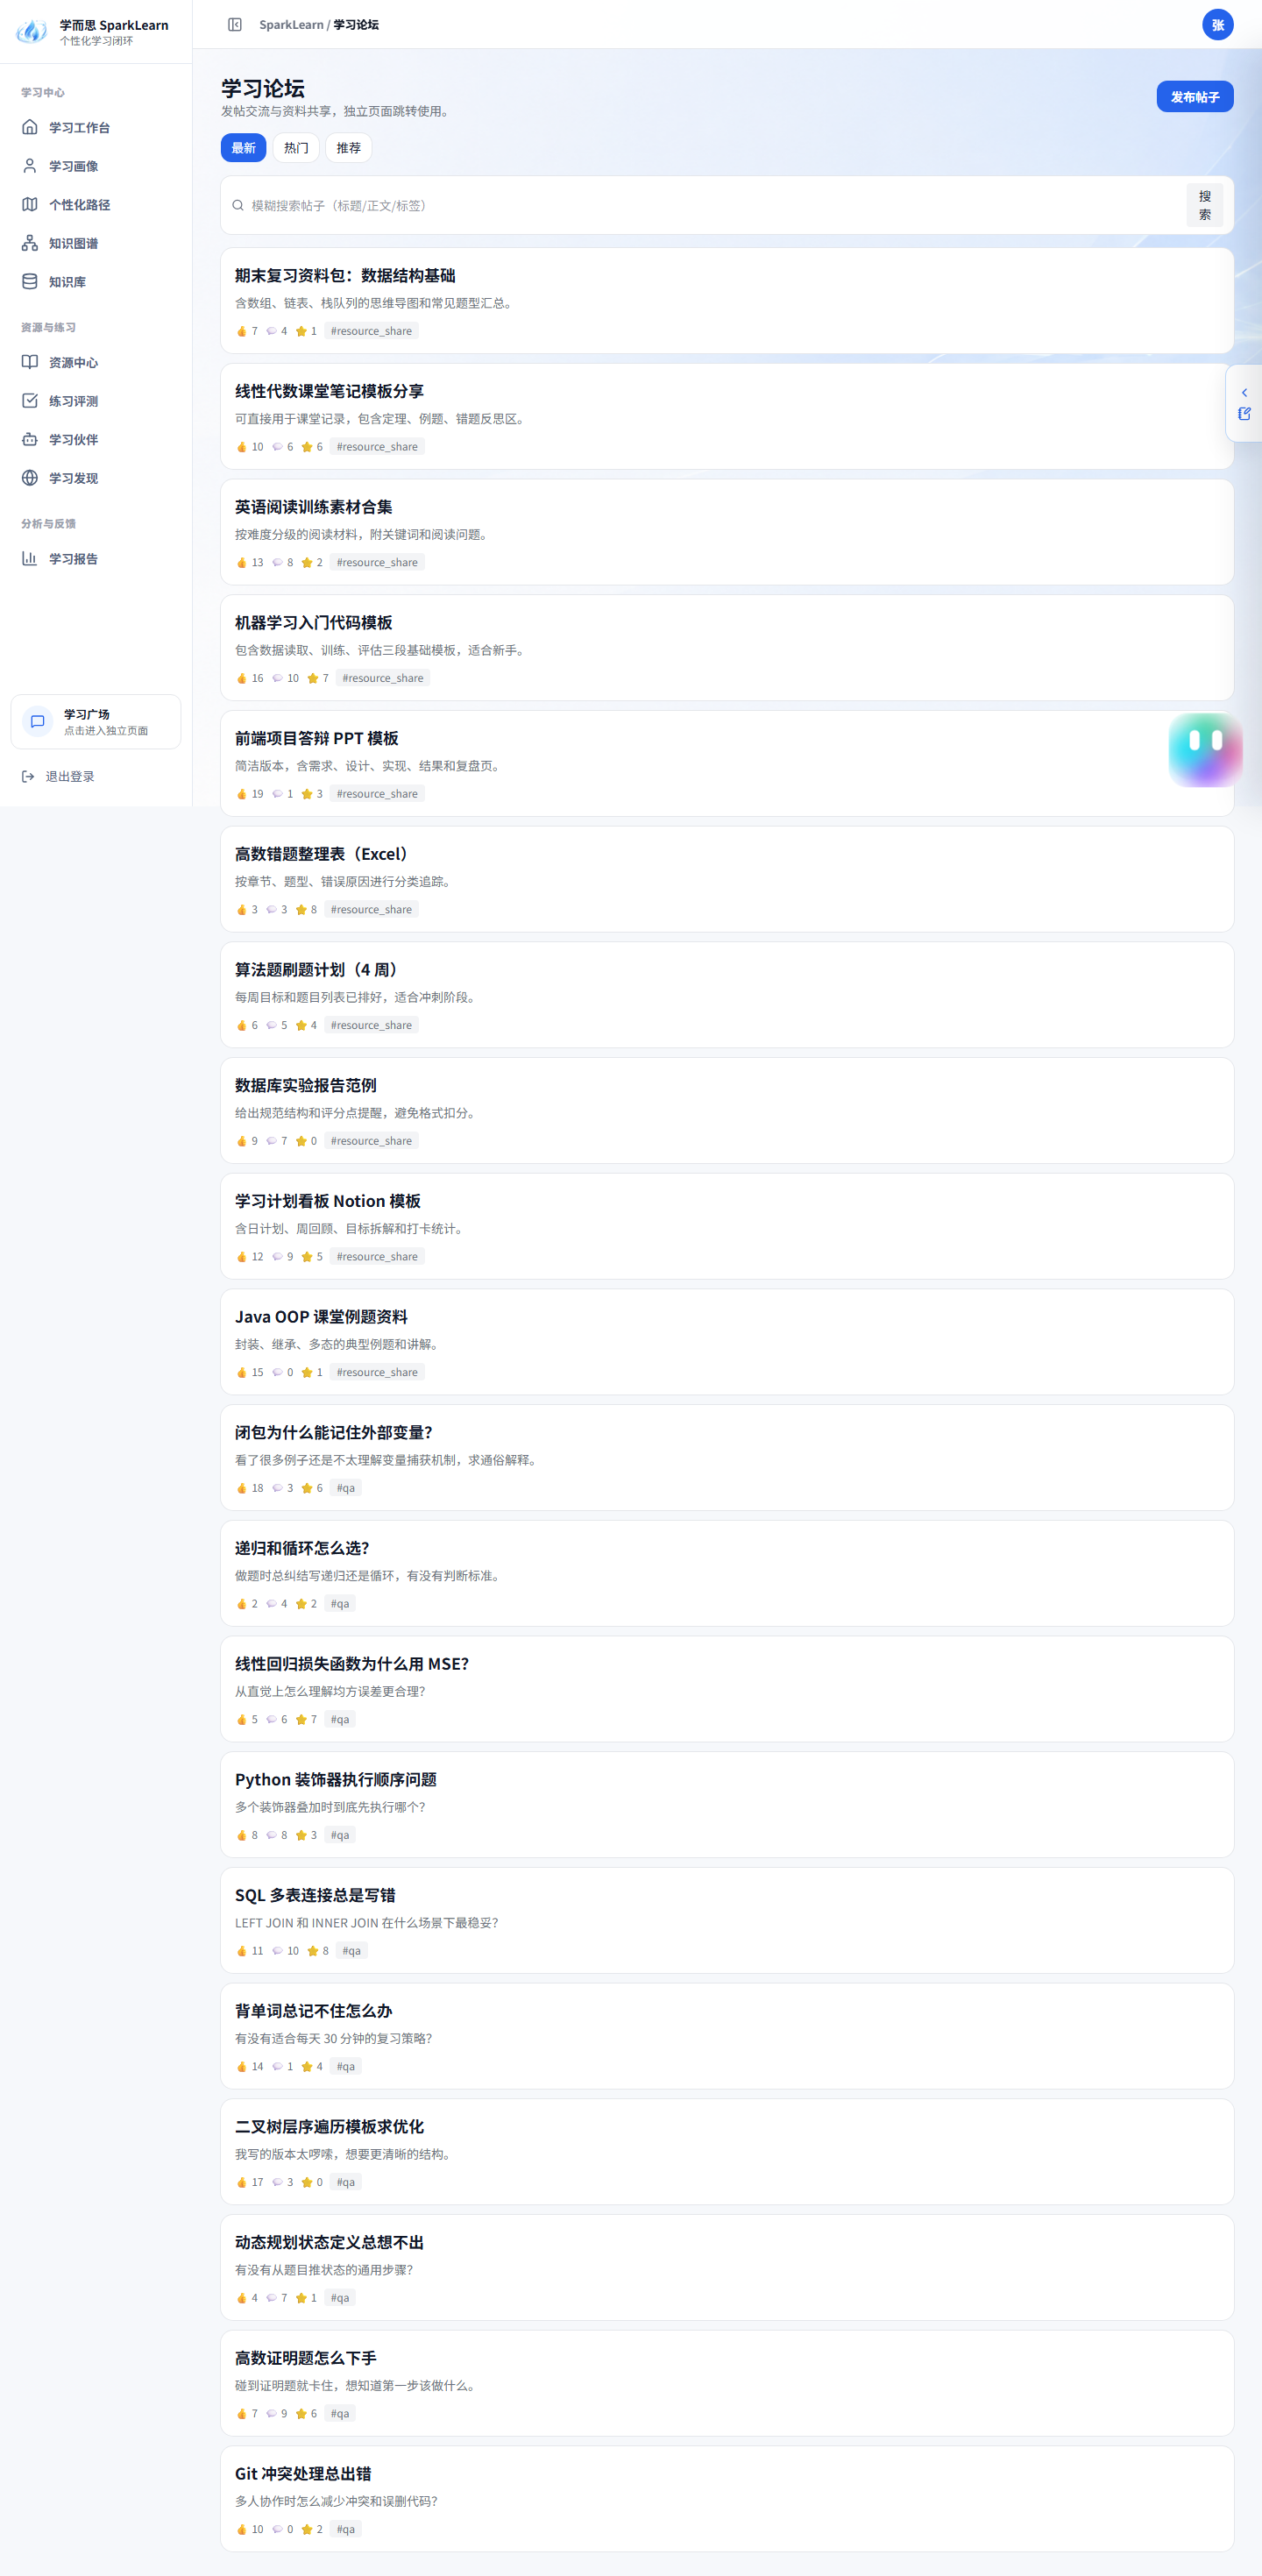 学而思 SparkLearn
个性化学习闭环
学习中心
学习工作台
学习画像
个性化路径
知识图谱
知识库
资源与练习
资源中心
练习评测
学习伙伴
学习发现
分析与反馈
学习报告
学习广场
点击进入独立页面
退出登录
SparkLearn / 学习论坛
张
学习论坛
发帖交流与资料共享，独立页面跳转使用。
发布帖子
最新 热门 推荐
模糊搜索帖子（标题/正文/标签）
搜
索
期末复习资料包：数据结构基础
含数组、链表、栈队列的思维导图和常见题型汇总。
7 4 1 #resource_share
线性代数课堂笔记模板分享
可直接用于课堂记录，包含定理、例题、错题反思区。
10 6 6 #resource_share
英语阅读训练素材合集
按难度分级的阅读材料，附关键词和阅读问题。
13 8 2 #resource_share
机器学习入门代码模板
包含数据读取、训练、评估三段基础模板，适合新手。
16 10 7 #resource_share
前端项目答辩 PPT 模板
简洁版本，含需求、设计、实现、结果和复盘页。
19 1 3 #resource_share
高数错题整理表（Excel）
按章节、题型、错误原因进行分类追踪。
3 3 8 #resource_share
算法题刷题计划（4 周）
每周目标和题目列表已排好，适合冲刺阶段。
6 5 4 #resource_share
数据库实验报告范例
给出规范结构和评分点提醒，避免格式扣分。
9 7 0 #resource_share
学习计划看板 Notion 模板
含日计划、周回顾、目标拆解和打卡统计。
12 9 5 #resource_share
Java OOP 课堂例题资料
封装、继承、多态的典型例题和讲解。
15 0 1 #resource_share
闭包为什么能记住外部变量？
看了很多例子还是不太理解变量捕获机制，求通俗解释。
18 3 6 #qa
递归和循环怎么选？
做题时总纠结写递归还是循环，有没有判断标准。
2 4 2 #qa
线性回归损失函数为什么用 MSE？
从直觉上怎么理解均方误差更合理？
5 6 7 #qa
Python 装饰器执行顺序问题
多个装饰器叠加时到底先执行哪个？
8 8 3 #qa
SQL 多表连接总是写错
LEFT JOIN 和 INNER JOIN 在什么场景下最稳妥？
11 10 8 #qa
背单词总记不住怎么办
有没有适合每天 30 分钟的复习策略？
14 1 4 #qa
二叉树层序遍历模板求优化
我写的版本太啰嗦，想要更清晰的结构。
17 3 0 #qa
动态规划状态定义总想不出
有没有从题目推状态的通用步骤？
4 7 1 #qa
高数证明题怎么下手
碰到证明题就卡住，想知道第一步该做什么。
7 9 6 #qa
Git 冲突处理总出错
多人协作时怎么减少冲突和误删代码？
10 0 2 #qa